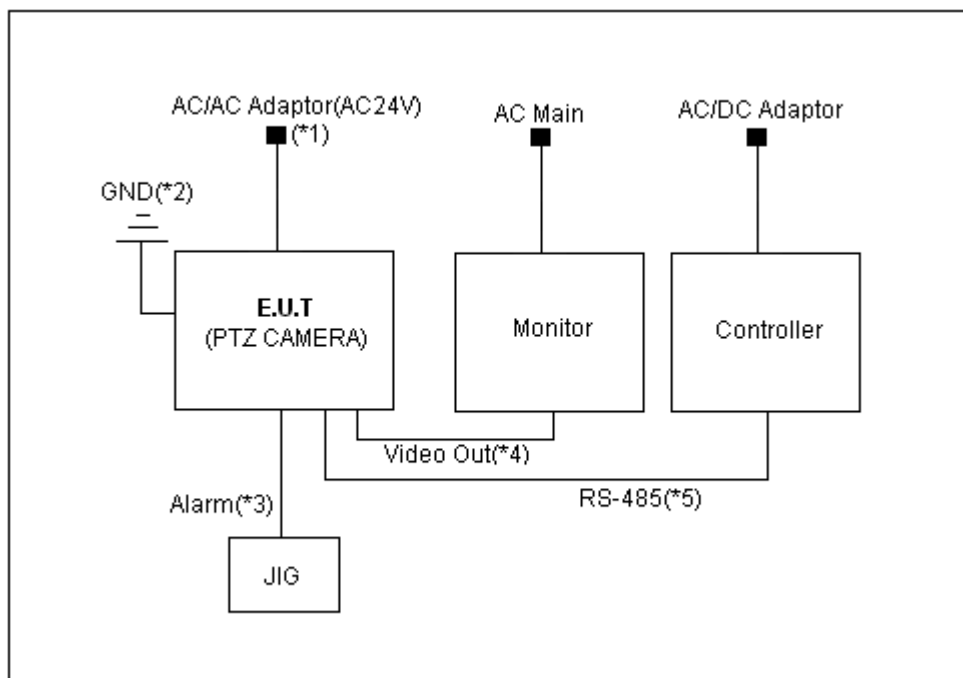 AC/AC Adaptor(AC24V)
(*1)
AC Main
AC/DC Adaptor
GND(*2)
E.U.T
(PTZ CAMERA)
Monitor
Controller
Video Out(*4)
RS-485(*5)
Alarm(*3)
JIG